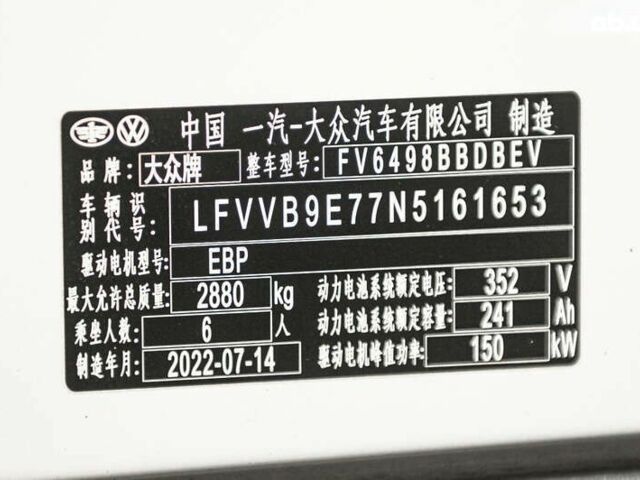 中国 一汽-大众汽车有限公司 制造
品牌: 大众牌 整车型号: FV6498BBDBEV
车辆识别代号: LFVVB9E77N5161653
驱动电机型号: EBP
最大允许总质量: 2880 kg 动力电池系统额定电压: 352 V
乘坐人数: 6 人 动力电池系统额定容量: 241 Ah
制造年月: 2022-07-14 驱动电机峰值功率: 150 kW